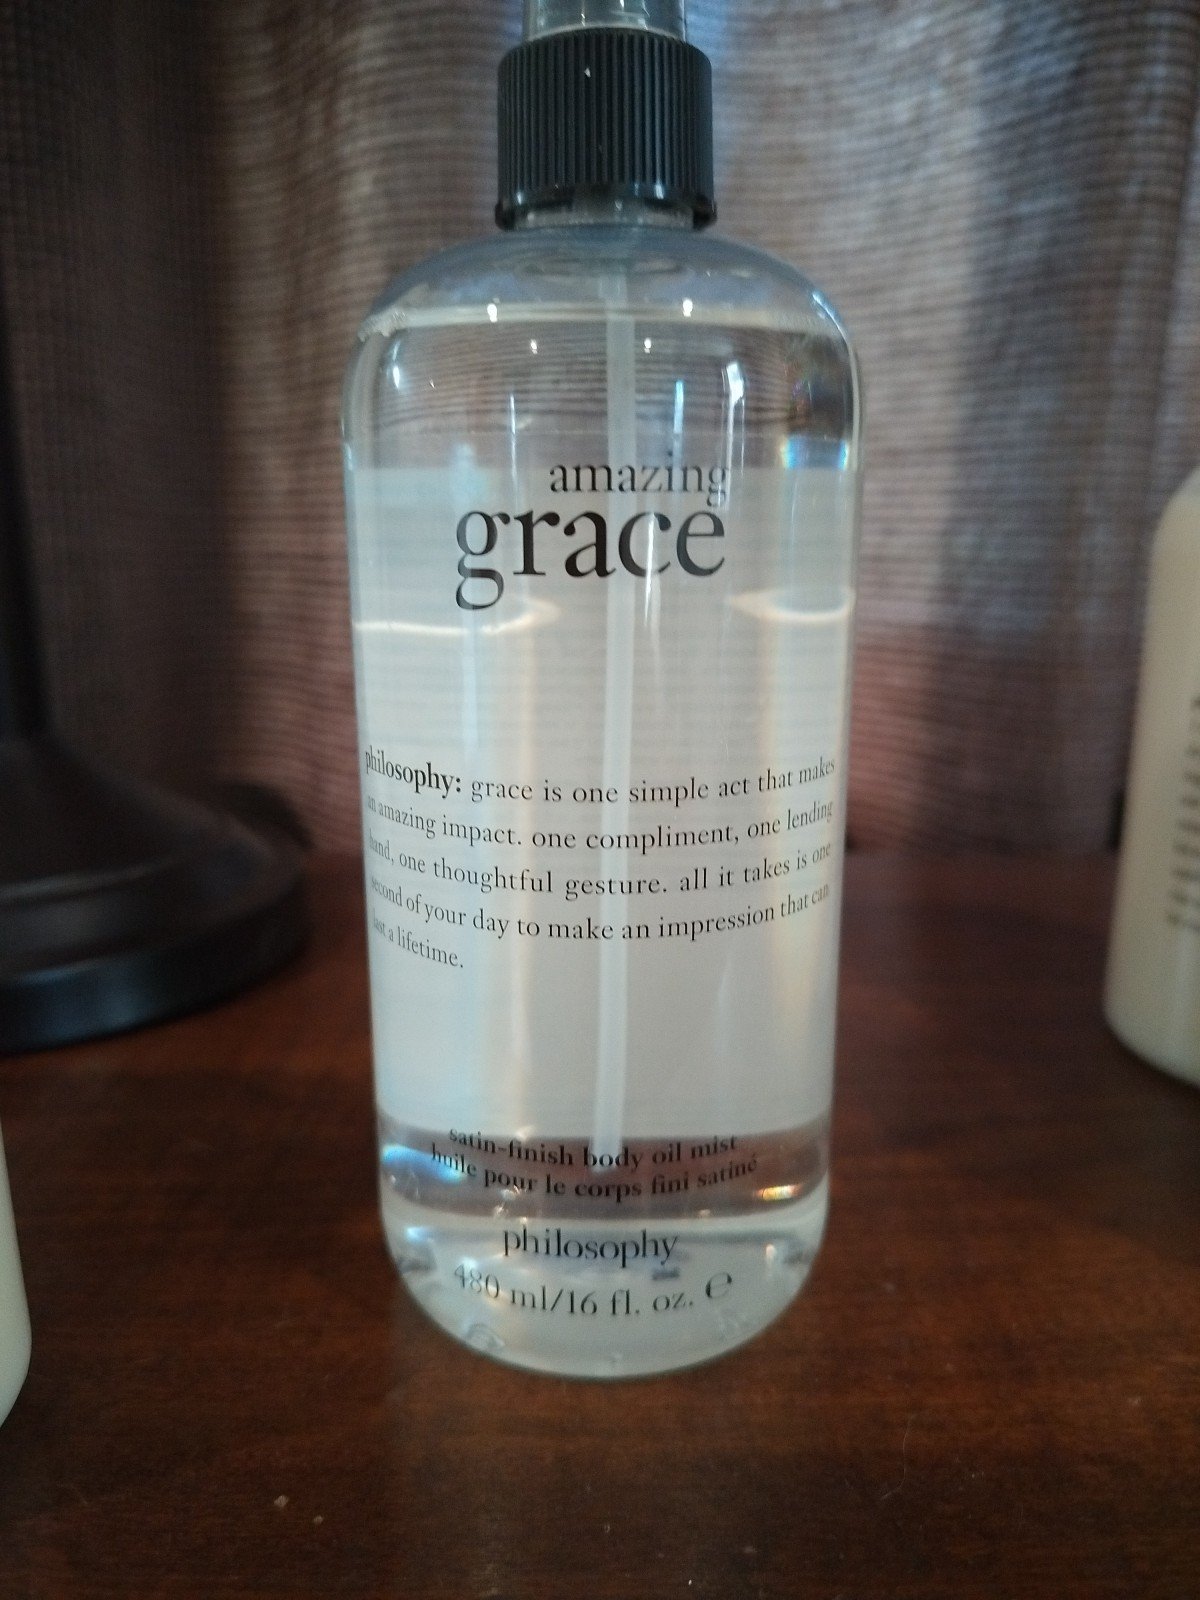 amazing
grace
philosophy: grace is one simple act that makes
an amazing impact. one compliment, one lending
hand, one thoughtful gesture. all it takes is one
second of your day to make an impression that can
last a lifetime.
satin-finish body oil mist
huile pour le corps fini satiné
philosophy
480 ml/16 fl. oz. ℮